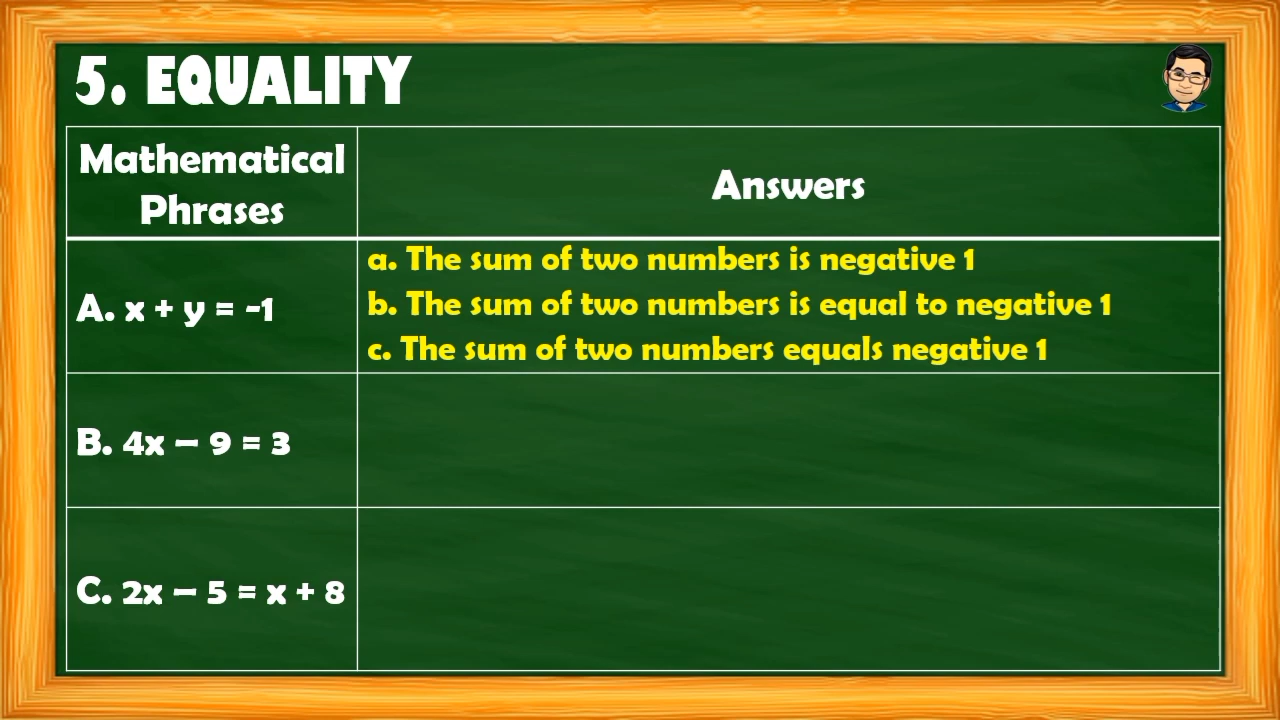 5. EQUALITY
Mathematical
Phrases
Answers
A. x + y = -1
a. The sum of two numbers is negative 1
b. The sum of two numbers is equal to negative 1
c. The sum of two numbers equals negative 1
B. 4x – 9 = 3
C. 2x – 5 = x + 8